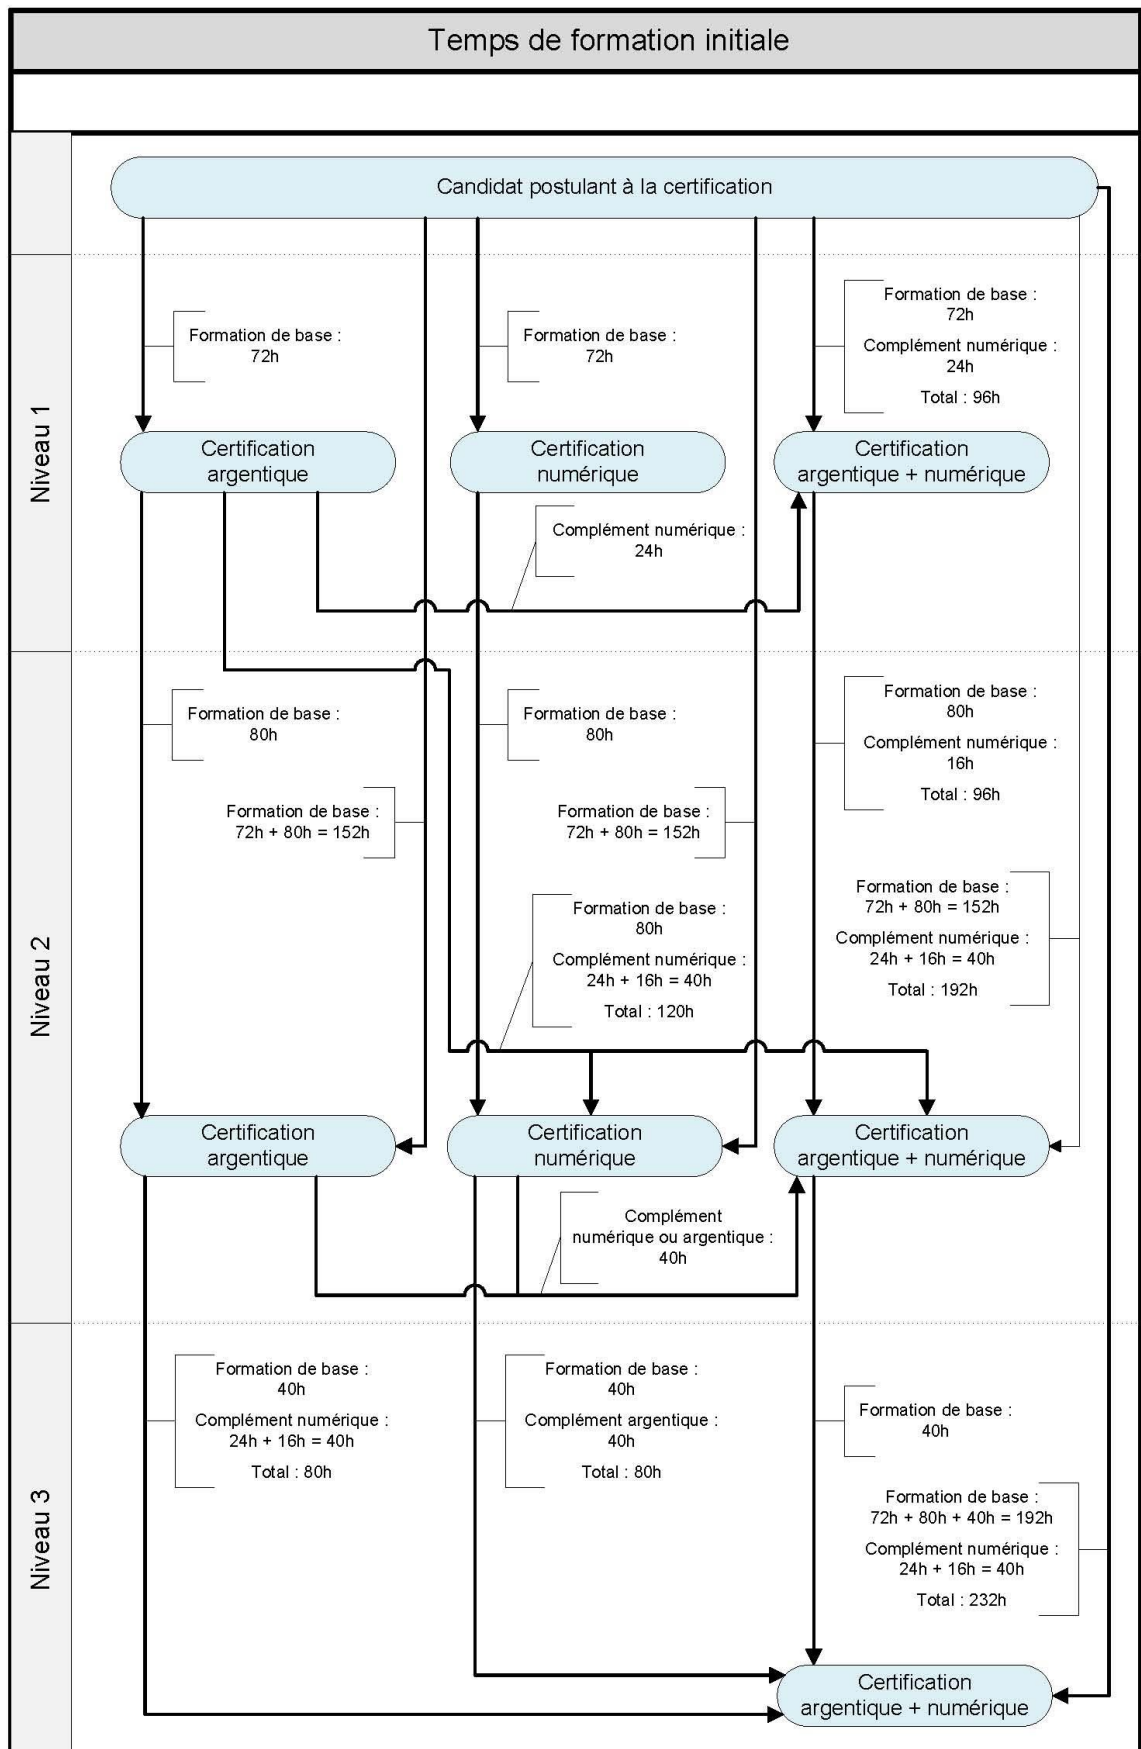 Temps de formation initiale
Candidat postulant à la certification
Niveau 1
Formation de base :
72h
Formation de base :
72h
Formation de base :
72h
Complément numérique :
24h
Total : 96h
Certification
argentique
Certification
numérique
Certification
argentique + numérique
Complément numérique :
24h
Niveau 2
Formation de base :
80h
Formation de base :
80h
Formation de base :
80h
Complément numérique :
16h
Total : 96h
Formation de base :
72h + 80h = 152h
Formation de base :
72h + 80h = 152h
Formation de base :
80h
Complément numérique :
24h + 16h = 40h
Total : 120h
Formation de base :
72h + 80h = 152h
Complément numérique :
24h + 16h = 40h
Total : 192h
Certification
argentique
Certification
numérique
Certification
argentique + numérique
Complément
numérique ou argentique :
40h
Niveau 3
Formation de base :
40h
Complément numérique :
24h + 16h = 40h
Total : 80h
Formation de base :
40h
Complément argentique :
40h
Total : 80h
Formation de base :
40h
Formation de base :
72h + 80h + 40h = 192h
Complément numérique :
24h + 16h = 40h
Total : 232h
Certification
argentique + numérique